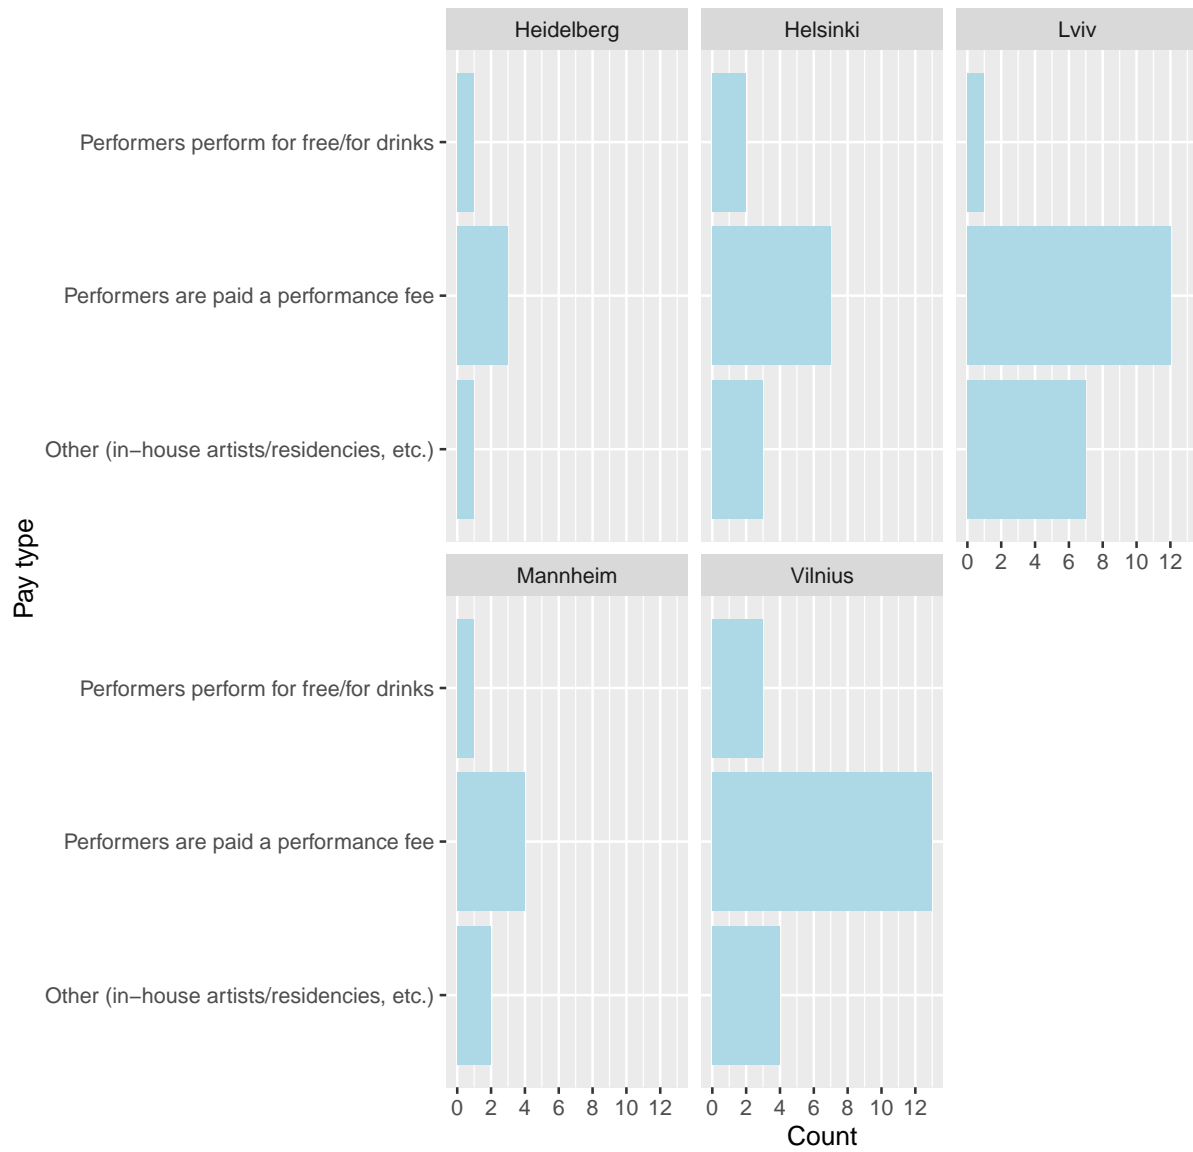 Heidelberg
Helsinki
Lviv
Performers perform for free/for drinks
Performers are paid a performance fee
Other (in−house artists/residencies, etc.)
0 2 4 6 8 10 12
Mannheim
Vilnius
Performers perform for free/for drinks
Performers are paid a performance fee
Other (in−house artists/residencies, etc.)
0 2 4 6 8 10 12
0 2 4 6 8 10 12
Count
Pay type